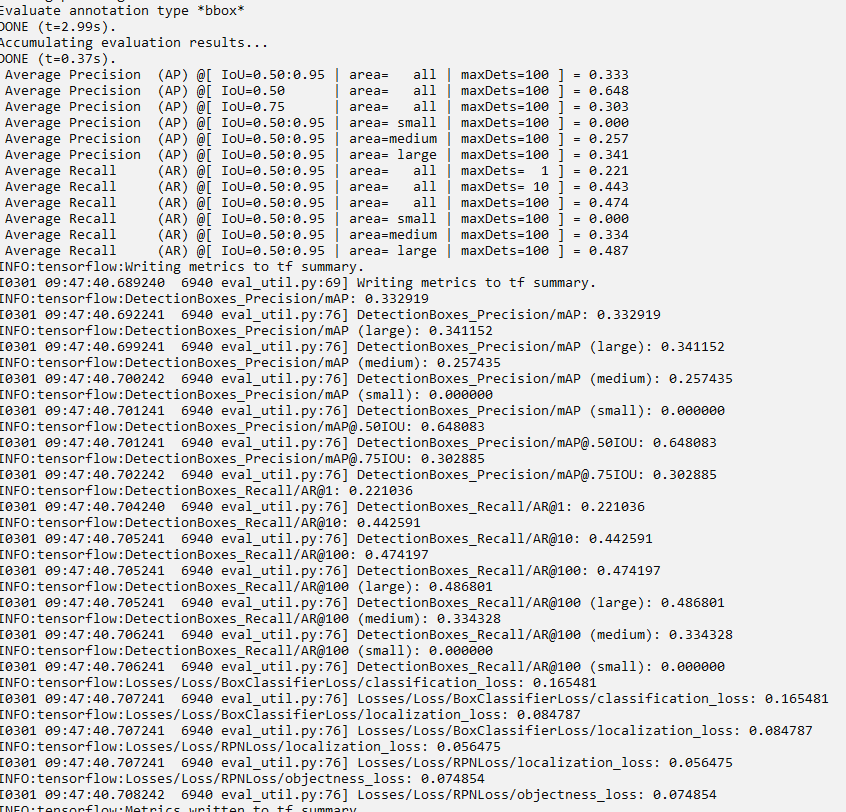 Evaluate annotation type *bbox*
DONE (t=2.99s).
Accumulating evaluation results...
DONE (t=0.37s).
 Average Precision  (AP) @[ IoU=0.50:0.95 | area=   all | maxDets=100 ] = 0.333
 Average Precision  (AP) @[ IoU=0.50      | area=   all | maxDets=100 ] = 0.648
 Average Precision  (AP) @[ IoU=0.75      | area=   all | maxDets=100 ] = 0.303
 Average Precision  (AP) @[ IoU=0.50:0.95 | area= small | maxDets=100 ] = 0.000
 Average Precision  (AP) @[ IoU=0.50:0.95 | area=medium | maxDets=100 ] = 0.257
 Average Precision  (AP) @[ IoU=0.50:0.95 | area= large | maxDets=100 ] = 0.341
 Average Recall     (AR) @[ IoU=0.50:0.95 | area=   all | maxDets=  1 ] = 0.221
 Average Recall     (AR) @[ IoU=0.50:0.95 | area=   all | maxDets= 10 ] = 0.443
 Average Recall     (AR) @[ IoU=0.50:0.95 | area=   all | maxDets=100 ] = 0.474
 Average Recall     (AR) @[ IoU=0.50:0.95 | area= small | maxDets=100 ] = 0.000
 Average Recall     (AR) @[ IoU=0.50:0.95 | area=medium | maxDets=100 ] = 0.334
 Average Recall     (AR) @[ IoU=0.50:0.95 | area= large | maxDets=100 ] = 0.487
INFO:tensorflow:Writing metrics to tf summary.
I0301 09:47:40.689240  6940 eval_util.py:69] Writing metrics to tf summary.
INFO:tensorflow:DetectionBoxes_Precision/mAP: 0.332919
I0301 09:47:40.692241  6940 eval_util.py:76] DetectionBoxes_Precision/mAP: 0.332919
INFO:tensorflow:DetectionBoxes_Precision/mAP (large): 0.341152
I0301 09:47:40.699241  6940 eval_util.py:76] DetectionBoxes_Precision/mAP (large): 0.341152
INFO:tensorflow:DetectionBoxes_Precision/mAP (medium): 0.257435
I0301 09:47:40.700242  6940 eval_util.py:76] DetectionBoxes_Precision/mAP (medium): 0.257435
INFO:tensorflow:DetectionBoxes_Precision/mAP (small): 0.000000
I0301 09:47:40.701241  6940 eval_util.py:76] DetectionBoxes_Precision/mAP (small): 0.000000
INFO:tensorflow:DetectionBoxes_Precision/mAP@.50IOU: 0.648083
I0301 09:47:40.701241  6940 eval_util.py:76] DetectionBoxes_Precision/mAP@.50IOU: 0.648083
INFO:tensorflow:DetectionBoxes_Precision/mAP@.75IOU: 0.302885
I0301 09:47:40.702242  6940 eval_util.py:76] DetectionBoxes_Precision/mAP@.75IOU: 0.302885
INFO:tensorflow:DetectionBoxes_Recall/AR@1: 0.221036
I0301 09:47:40.704240  6940 eval_util.py:76] DetectionBoxes_Recall/AR@1: 0.221036
INFO:tensorflow:DetectionBoxes_Recall/AR@10: 0.442591
I0301 09:47:40.705241  6940 eval_util.py:76] DetectionBoxes_Recall/AR@10: 0.442591
INFO:tensorflow:DetectionBoxes_Recall/AR@100: 0.474197
I0301 09:47:40.705241  6940 eval_util.py:76] DetectionBoxes_Recall/AR@100: 0.474197
INFO:tensorflow:DetectionBoxes_Recall/AR@100 (large): 0.486801
I0301 09:47:40.705241  6940 eval_util.py:76] DetectionBoxes_Recall/AR@100 (large): 0.486801
INFO:tensorflow:DetectionBoxes_Recall/AR@100 (medium): 0.334328
I0301 09:47:40.706241  6940 eval_util.py:76] DetectionBoxes_Recall/AR@100 (medium): 0.334328
INFO:tensorflow:DetectionBoxes_Recall/AR@100 (small): 0.000000
I0301 09:47:40.706241  6940 eval_util.py:76] DetectionBoxes_Recall/AR@100 (small): 0.000000
INFO:tensorflow:Losses/Loss/BoxClassifierLoss/classification_loss: 0.165481
I0301 09:47:40.707241  6940 eval_util.py:76] Losses/Loss/BoxClassifierLoss/classification_loss: 0.165481
INFO:tensorflow:Losses/Loss/BoxClassifierLoss/localization_loss: 0.084787
I0301 09:47:40.707241  6940 eval_util.py:76] Losses/Loss/BoxClassifierLoss/localization_loss: 0.084787
INFO:tensorflow:Losses/Loss/RPNLoss/localization_loss: 0.056475
I0301 09:47:40.707241  6940 eval_util.py:76] Losses/Loss/RPNLoss/localization_loss: 0.056475
INFO:tensorflow:Losses/Loss/RPNLoss/objectness_loss: 0.074854
I0301 09:47:40.708242  6940 eval_util.py:76] Losses/Loss/RPNLoss/objectness_loss: 0.074854
INFO:tensorflow:Metrics written to tf summary.